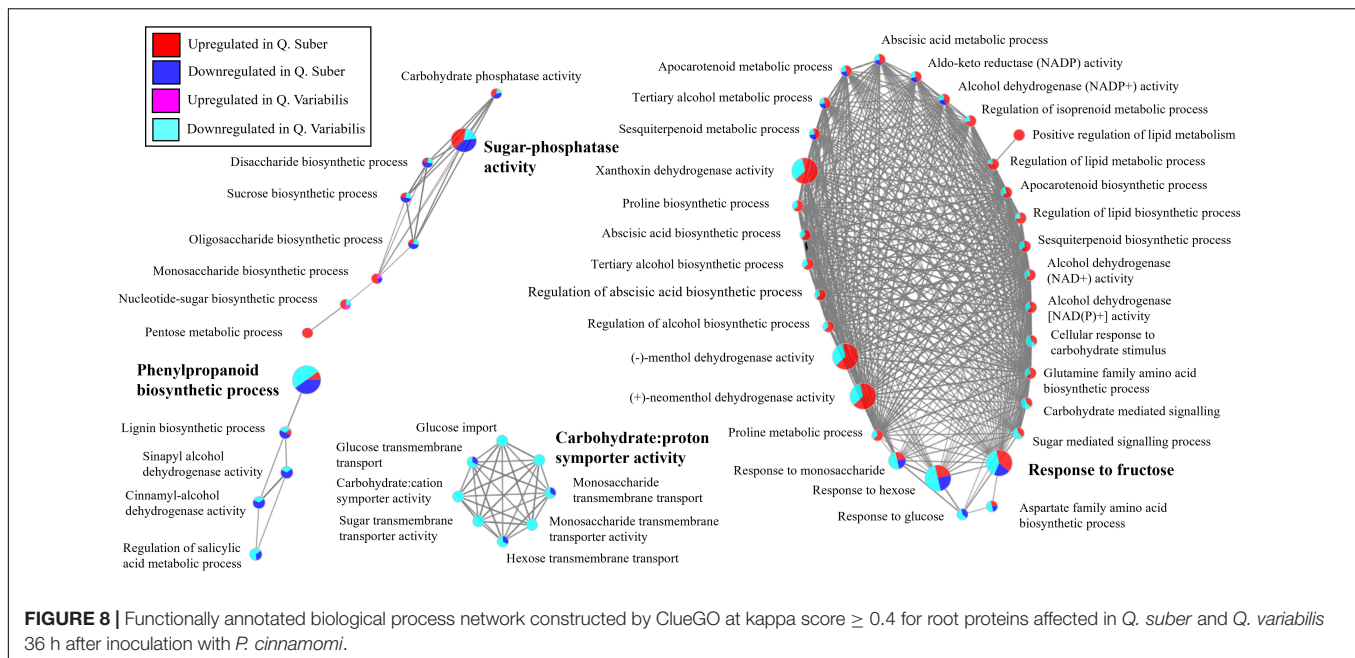 Upregulated in Q. Suber
Downregulated in Q. Suber
Upregulated in Q. Variabilis
Downregulated in Q. Variabilis
Carbohydrate phosphatase activity
Sugar-phosphatase
activity
Disaccharide biosynthetic process
Sucrose biosynthetic process
Oligosaccharide biosynthetic process
Monosaccharide biosynthetic process
Nucleotide-sugar biosynthetic process
Pentose metabolic process
Phenylpropanoid
biosynthetic process
Lignin biosynthetic process
Sinapyl alcohol
dehydrogenase activity
Cinnamyl-alcohol
dehydrogenase activity
Regulation of salicylic
acid metabolic process
Glucose import
Carbohydrate:proton
symporter activity
Glucose transmembrane
transport
Carbohydrate:cation
symporter activity
Sugar transmembrane
transporter activity
Monosaccharide
transmembrane transport
Monosaccharide transmembrane
transporter activity
Hexose transmembrane transport
Abscisic acid metabolic process
Apocarotenoid metabolic process
Tertiary alcohol metabolic process
Sesquiterpenoid metabolic process
Xanthoxin dehydrogenase activity
Proline biosynthetic process
Abscisic acid biosynthetic process
Tertiary alcohol biosynthetic process
Regulation of abscisic acid biosynthetic process
Regulation of alcohol biosynthetic process
(-)-menthol dehydrogenase activity
(+)-neomenthol dehydrogenase activity
Proline metabolic process
Response to monosaccharide
Response to hexose
Response to glucose
Aldo-keto reductase (NADP) activity
Alcohol dehydrogenase (NADP+) activity
Regulation of isoprenoid metabolic process
Positive regulation of lipid metabolism
Regulation of lipid metabolic process
Apocarotenoid biosynthetic process
Regulation of lipid biosynthetic process
Sesquiterpenoid biosynthetic process
Alcohol dehydrogenase
(NAD+) activity
Alcohol dehydrogenase
[NAD(P)+] activity
Cellular response to
carbohydrate stimulus
Glutamine family amino acid
biosynthetic process
Carbohydrate mediated signalling
Sugar mediated signalling process
Response to fructose
Aspartate family amino acid
biosynthetic process
FIGURE 8 | Functionally annotated biological process network constructed by ClueGO at kappa score ≥ 0.4 for root proteins affected in Q. suber and Q. variabilis
36 h after inoculation with P. cinnamomi.